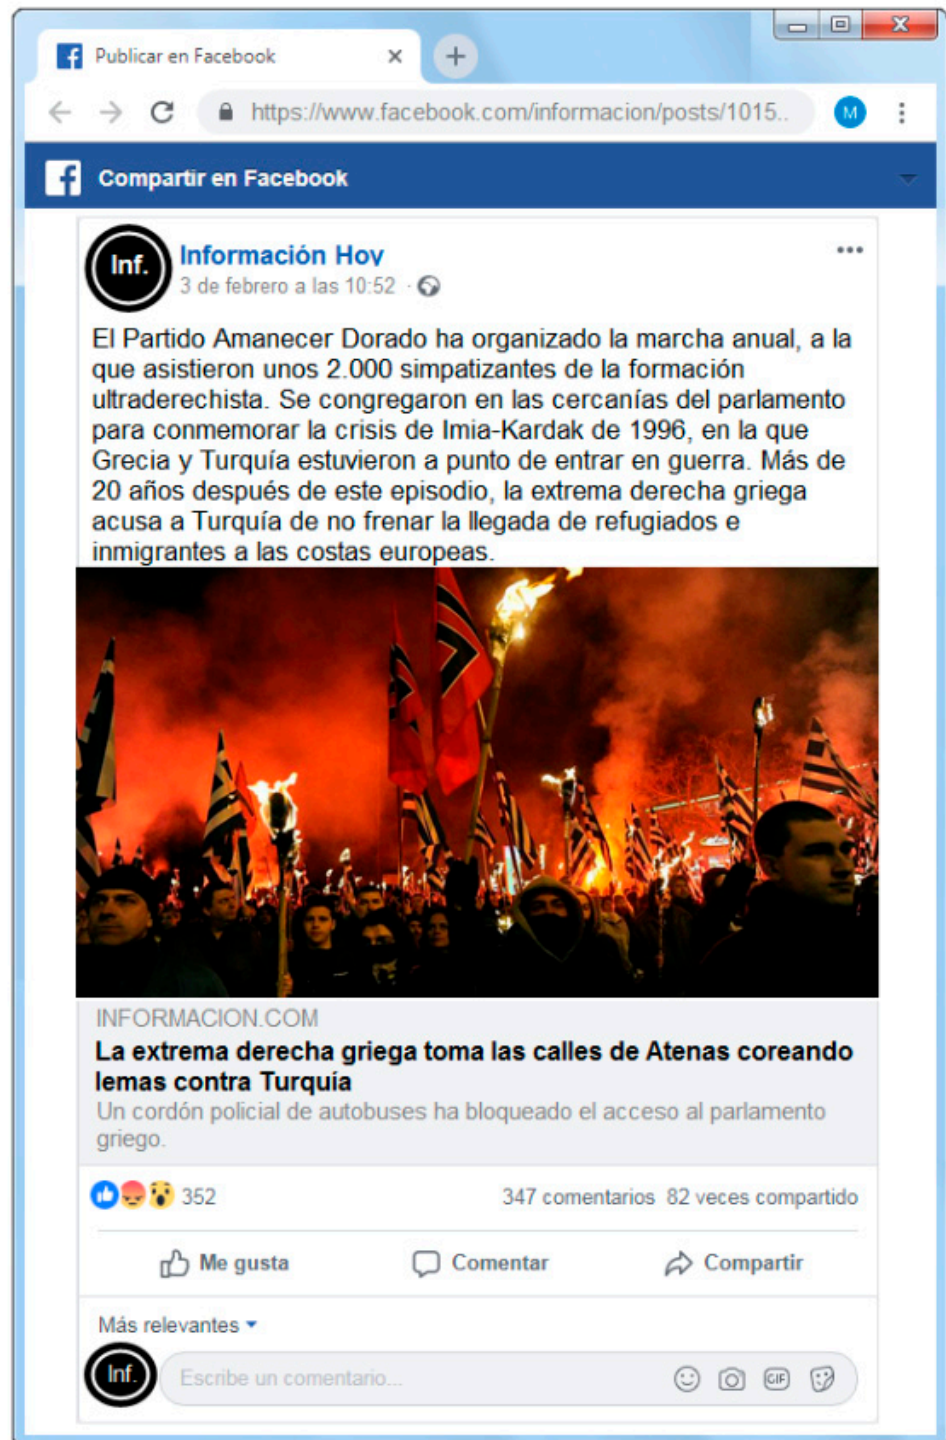 Publicar en Facebook
https://www.facebook.com/informacion/posts/1015..
M
Compartir en Facebook
Inf.
Información Hoy
3 de febrero a las 10:52 ·
El Partido Amanecer Dorado ha organizado la marcha anual, a la
que asistieron unos 2.000 simpatizantes de la formación
ultraderechista. Se congregaron en las cercanías del parlamento
para conmemorar la crisis de Imia-Kardak de 1996, en la que
Grecia y Turquía estuvieron a punto de entrar en guerra. Más de
20 años después de este episodio, la extrema derecha griega
acusa a Turquía de no frenar la llegada de refugiados e
inmigrantes a las costas europeas.
INFORMACION.COM
La extrema derecha griega toma las calles de Atenas coreando
lemas contra Turquía
Un cordón policial de autobuses ha bloqueado el acceso al parlamento
griego.
352 347 comentarios 82 veces compartido
Me gusta Comentar Compartir
Más relevantes
Inf. Escribe un comentario... GIF